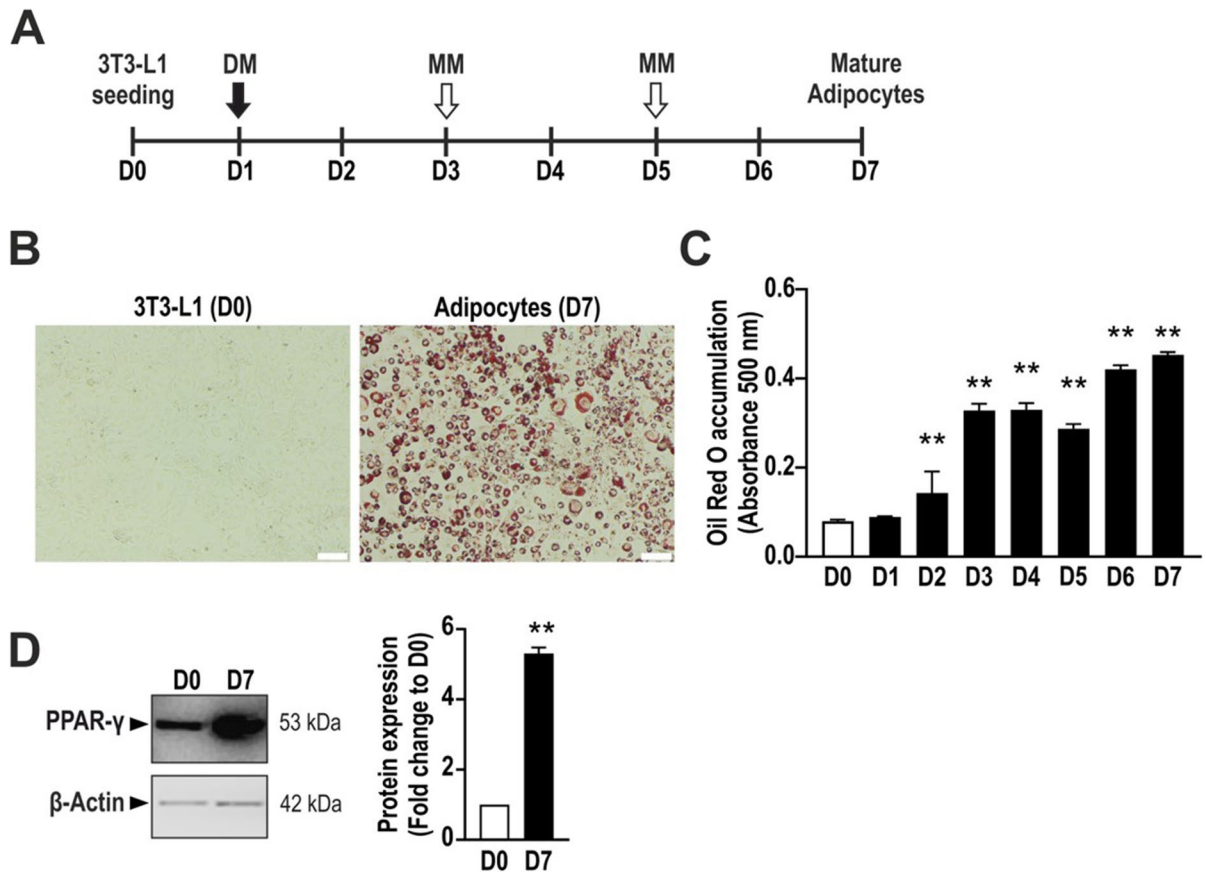 A
3T3-L1
seeding
DM
MM
MM
Mature
Adipocytes
D0 D1 D2 D3 D4 D5 D6 D7
B
3T3-L1 (D0)
Adipocytes (D7)
C
Oil Red O accumulation
(Absorbance 500 nm)
0.6
0.4
0.2
0.0
** ** ** ** ** **
D0 D1 D2 D3 D4 D5 D6 D7
D
D0 D7
PPAR-γ 53 kDa
β-Actin 42 kDa
Protein expression
(Fold change to D0)
6
4
2
0
**
D0 D7